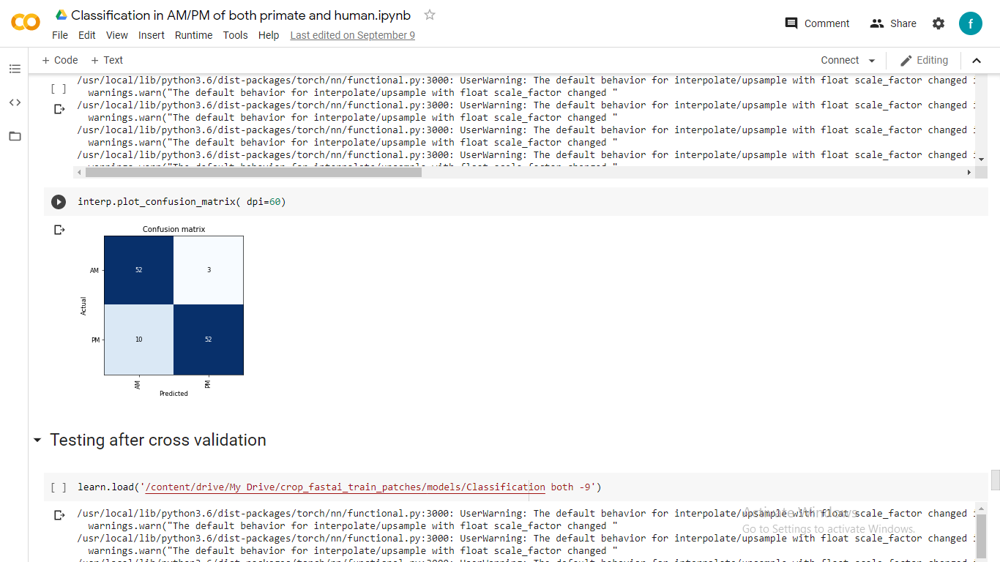 Classification in AM/PM of both primate and human.ipynb
File Edit View Insert Runtime Tools Help Last edited on September 9
Comment Share f
+ Code + Text
Connect Editing
/usr/local/lib/python3.6/dist-packages/torch/nn/functional.py:3000: UserWarning: The default behavior for interpolate/upsample with float scale_factor changed
[ ]
warnings.warn("The default behavior for interpolate/upsample with float scale_factor changed "
/usr/local/lib/python3.6/dist-packages/torch/nn/functional.py:3000: UserWarning: The default behavior for interpolate/upsample with float scale_factor changed
warnings.warn("The default behavior for interpolate/upsample with float scale_factor changed "
/usr/local/lib/python3.6/dist-packages/torch/nn/functional.py:3000: UserWarning: The default behavior for interpolate/upsample with float scale_factor changed
warnings.warn("The default behavior for interpolate/upsample with float scale_factor changed "
/usr/local/lib/python3.6/dist-packages/torch/nn/functional.py:3000: UserWarning: The default behavior for interpolate/upsample with float scale_factor changed
interp.plot_confusion_matrix( dpi=60)
Confusion matrix
AM 52 3
Actual
PM 10 52
AM PM
Predicted
Testing after cross validation
[ ] learn.load('/content/drive/My Drive/crop_fastai_train_patches/models/Classification both -9')
/usr/local/lib/python3.6/dist-packages/torch/nn/functional.py:3000: UserWarning: The default behavior for interpolate/upsample with float scale_factor changed
warnings.warn("The default behavior for interpolate/upsample with float scale_factor changed "
/usr/local/lib/python3.6/dist-packages/torch/nn/functional.py:3000: UserWarning: The default behavior for interpolate/upsample with float scale_factor changed
warnings.warn("The default behavior for interpolate/upsample with float scale_factor changed "
Activate Windows
Go to Settings to activate Windows.